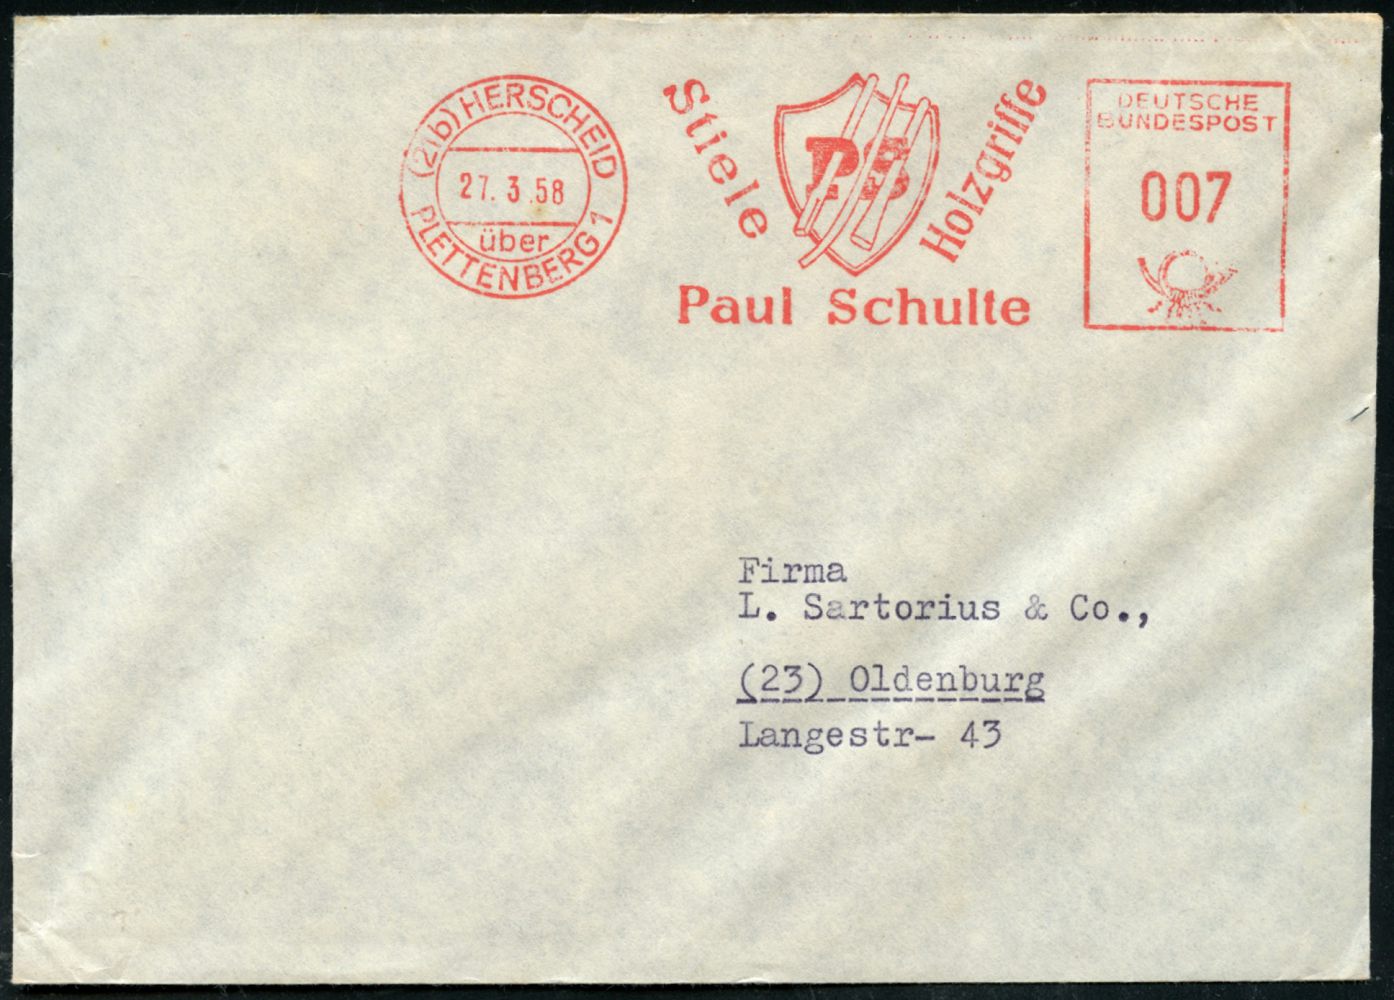 (21b) HERSCHEID
27. 3.58
über
PLETTENBERG 1
Stiele
PS
Holzgriffe
Paul Schulte
DEUTSCHE
BUNDESPOST
007
Firma
L. Sartorius & Co.,
(23) Oldenburg
Langestr- 43